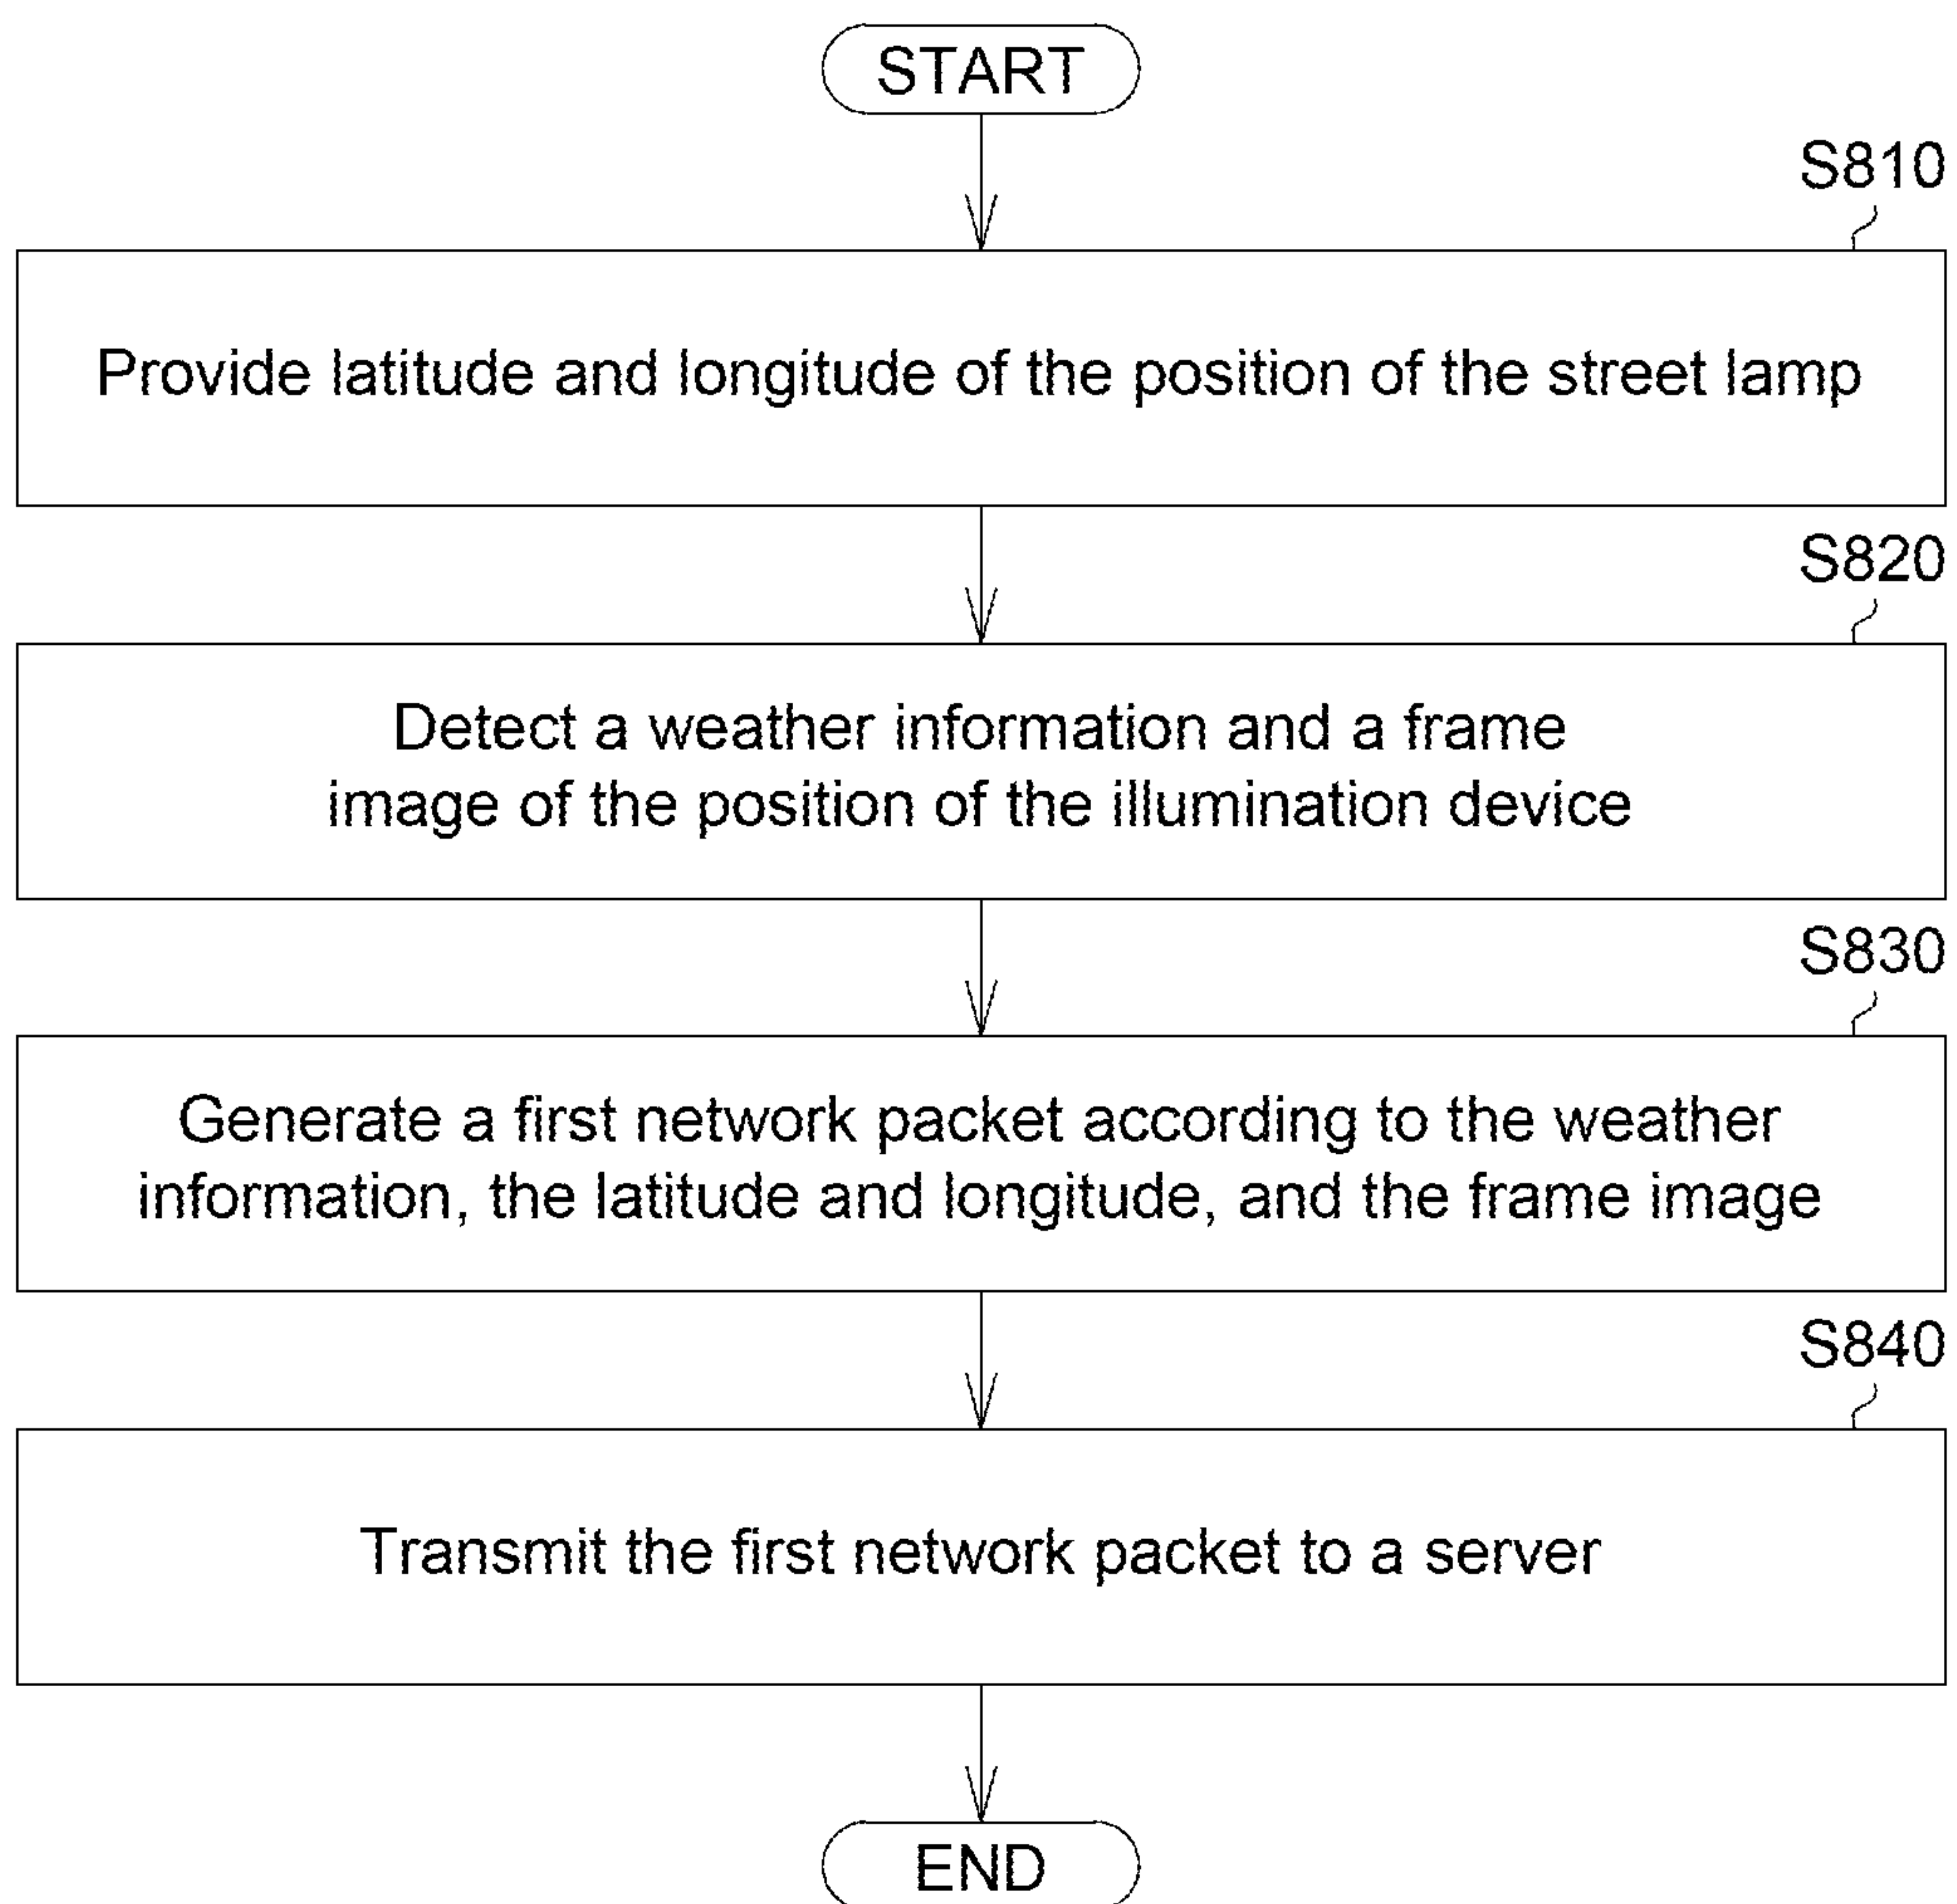 START
S810
Provide latitude and longitude of the position of the street lamp
S820
Detect a weather information and a frame
image of the position of the illumination device
S830
Generate a first network packet according to the weather
information, the latitude and longitude, and the frame image
S840
Transmit the first network packet to a server
END